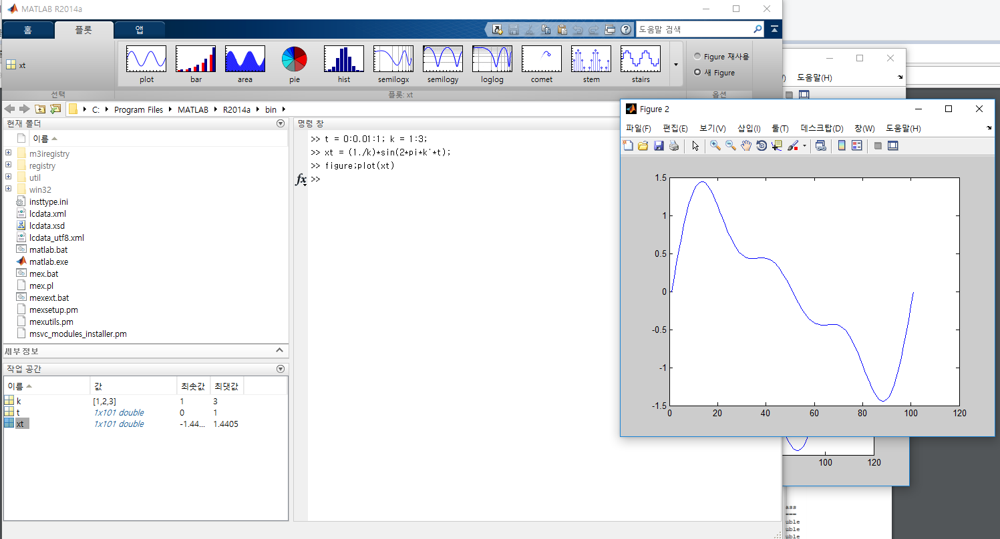 MATLAB R2014a
홈 플롯 앱
도움말 검색
xt
plot bar area pie hist semilogx semilogy loglog comet stem stairs
Figure 재사용
새 Figure
선택 플롯: xt 옵션
도움말(H)
C: Program Files MATLAB R2014a bin
현재 폴더
이름
m3iregistry
registry
util
win32
insttype.ini
lcdata.xml
lcdata.xsd
lcdata_utf8.xml
matlab.bat
matlab.exe
mex.bat
mex.pl
mexext.bat
mexsetup.pm
mexutils.pm
msvc_modules_installer.pm
세부 정보
작업 공간
이름 값 최솟값 최댓값
k [1,2,3] 1 3
t 1x101 double 0 1
xt 1x101 double -1.44... 1.4405
명령 창
>> t = 0:0.01:1; k = 1:3;
>> xt = (1./k)*sin(2*pi*k'*t);
>> figure;plot(xt)
fx >>
Figure 2
파일(F) 편집(E) 보기(V) 삽입(I) 툴(T) 데스크탑(D) 창(W) 도움말(H)
1.5
1
0.5
0
-0.5
-1
-1.5
0 20 40 60 80 100 120
100 120
ass
===
uble
uble
uble